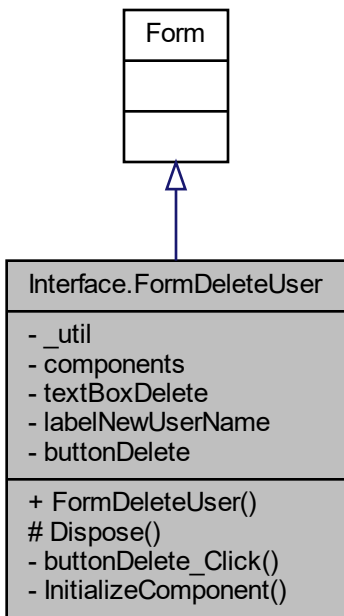 Form
Interface.FormDeleteUser
- _util
- components
- textBoxDelete
- labelNewUserName
- buttonDelete
+ FormDeleteUser()
# Dispose()
- buttonDelete_Click()
- InitializeComponent()